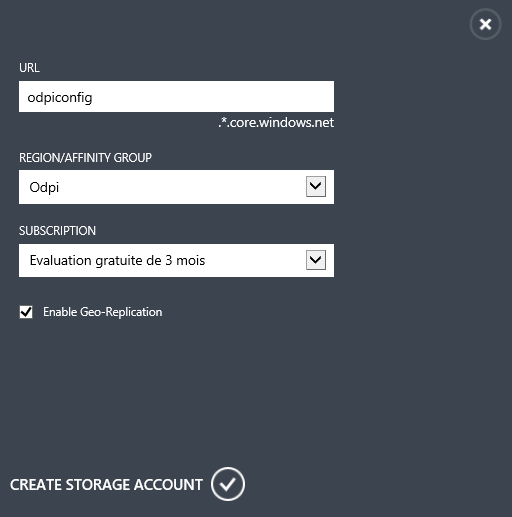 URL
odpiconfig
.*.core.windows.net
REGION/AFFINITY GROUP
Odpi
SUBSCRIPTION
Evaluation gratuite de 3 mois
Enable Geo-Replication
CREATE STORAGE ACCOUNT